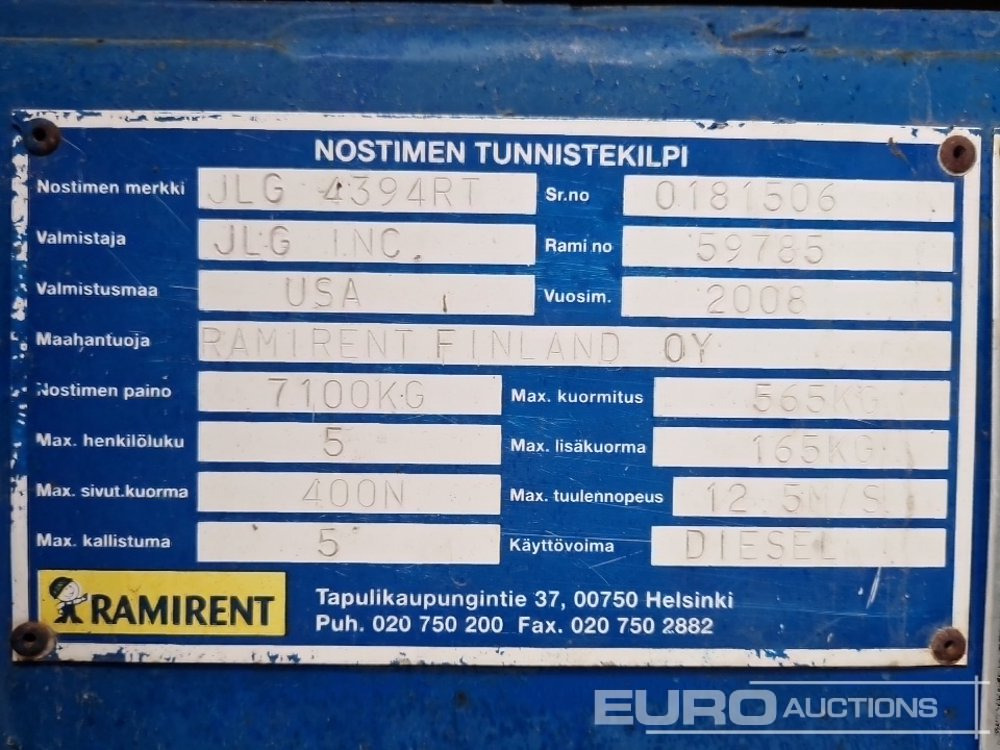 NOSTIMEN TUNNISTEKILPI
Nostimen merkki JLG 4394RT Sr.no 0181506
Valmistaja JLG INC. Rami no 59785
Valmistusmaa USA Vuosim. 2008
Maahantuoja RAMIRENT FINLAND OY
Nostimen paino 7100KG Max. kuormitus 565KG
Max. henkilöluku 5 Max. lisäkuorma 165KG
Max. sivut.kuorma 400N Max. tuulennopeus 12.5M/S
Max. kallistuma 5 Käyttövoima DIESEL
RAMIRENT
Tapulikaupungintie 37, 00750 Helsinki
Puh. 020 750 200 Fax. 020 750 2882
EURO AUCTIONS